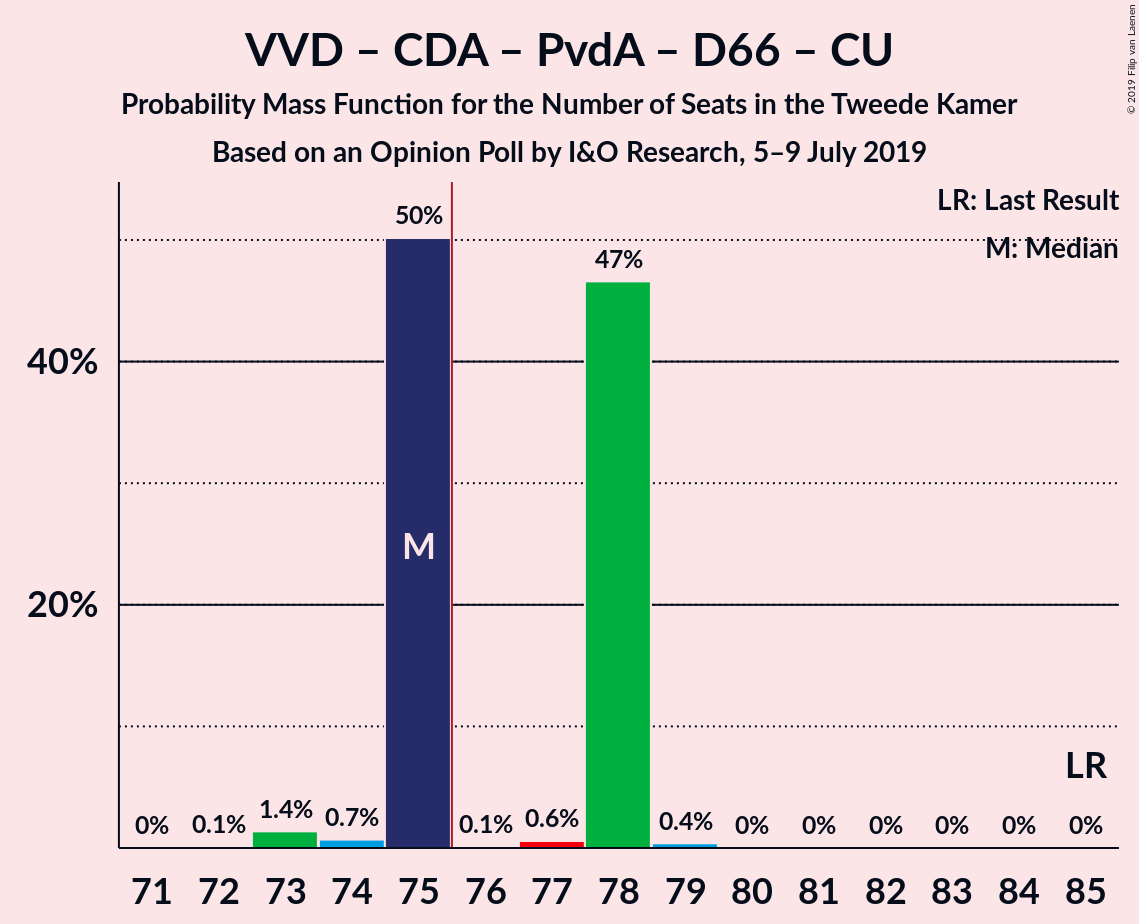 VVD – CDA – PvdA – D66 – CU
Probability Mass Function for the Number of Seats in the Tweede Kamer
Based on an Opinion Poll by I&O Research, 5–9 July 2019
© 2019 Filip van Laenen
LR: Last Result
M: Median
50%
47%
40%
M
20%
LR
0% 0.1% 1.4% 0.7% 0.1% 0.6% 0.4% 0% 0% 0% 0% 0% 0%
71 72 73 74 75 76 77 78 79 80 81 82 83 84 85